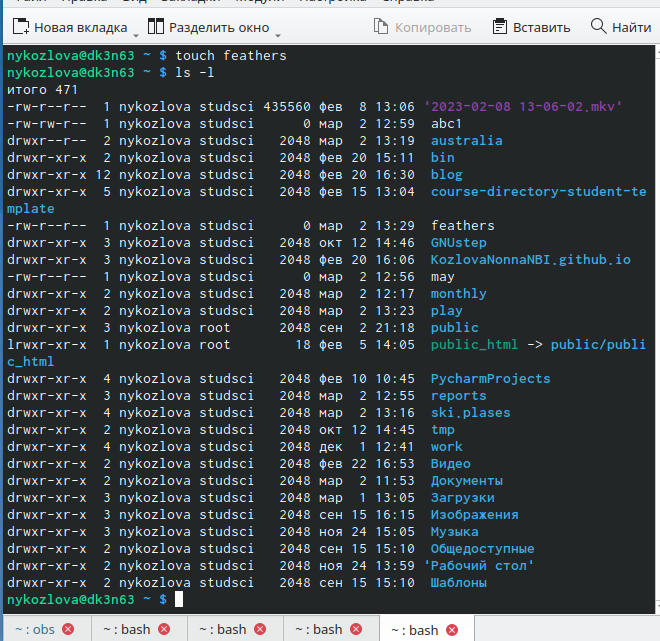 Новая вкладка Разделить окно Копировать Вставить Найти
nykozlova@dk3n63 ~ $ touch feathers
nykozlova@dk3n63 ~ $ ls -l
итого 471
-rw-r--r--  1 nykozlova studsci 435560 фев  8 13:06 '2023-02-08 13-06-02.mkv'
-rw-rw-r--  1 nykozlova studsci      0 мар  2 12:59  abc1
drwxr--r--  2 nykozlova studsci   2048 мар  2 13:19  australia
drwxr-xr-x  2 nykozlova studsci   2048 фев 20 15:11  bin
drwxr-xr-x 12 nykozlova studsci   2048 фев 20 16:30  blog
drwxr-xr-x  5 nykozlova studsci   2048 фев 15 13:04  course-directory-student-te
mplate
-rw-r--r--  1 nykozlova studsci      0 мар  2 13:29  feathers
drwxr-xr-x  3 nykozlova studsci   2048 окт 12 14:46  GNUstep
drwxr-xr-x  3 nykozlova studsci   2048 фев 20 16:06  KozlovaNonnaNBI.github.io
-rw-r--r--  1 nykozlova studsci      0 мар  2 12:56  may
drwxr-xr-x  2 nykozlova studsci   2048 мар  2 12:17  monthly
drwxr-xr-x  2 nykozlova studsci   2048 мар  2 13:23  play
drwxr-xr-x  3 nykozlova root      2048 сен  2 21:18  public
lrwxr-xr-x  1 nykozlova root        18 фев  5 14:05  public_html -> public/publi
c_html
drwxr-xr-x  4 nykozlova studsci   2048 фев 10 10:45  PycharmProjects
drwxr-xr-x  3 nykozlova studsci   2048 мар  2 12:55  reports
drwxr-xr-x  4 nykozlova studsci   2048 мар  2 13:16  ski.plases
drwxr-xr-x  2 nykozlova studsci   2048 окт 12 14:45  tmp
drwxr-xr-x  4 nykozlova studsci   2048 дек  1 12:41  work
drwxr-xr-x  2 nykozlova studsci   2048 фев 22 16:53  Видео
drwxr-xr-x  2 nykozlova studsci   2048 мар  2 11:53  Документы
drwxr-xr-x  3 nykozlova studsci   2048 мар  1 13:05  Загрузки
drwxr-xr-x  3 nykozlova studsci   2048 сен 15 16:15  Изображения
drwxr-xr-x  3 nykozlova studsci   2048 ноя 24 15:05  Музыка
drwxr-xr-x  2 nykozlova studsci   2048 сен 15 15:10  Общедоступные
drwxr-xr-x  2 nykozlova studsci   2048 ноя 24 13:59 'Рабочий стол'
drwxr-xr-x  2 nykozlova studsci   2048 сен 15 15:10  Шаблоны
nykozlova@dk3n63 ~ $
~ : obs ~ : bash ~ : bash ~ : bash ~ : bash